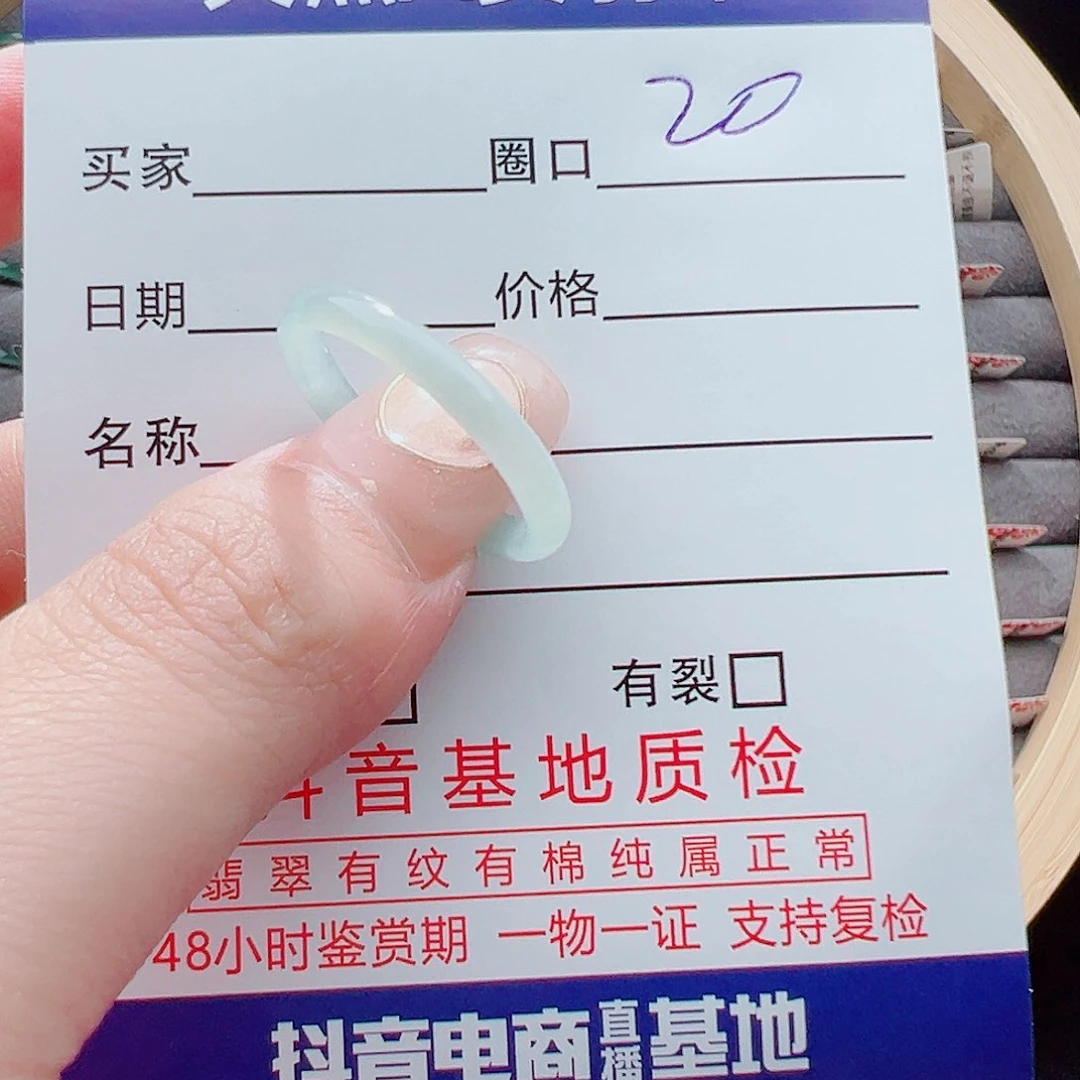 买家 圈口 20
日期 价格
名称
有裂
音基地质检
翡翠有纹有棉纯属正常
48小时鉴赏期 一物一证 支持复检
抖音电商直播基地